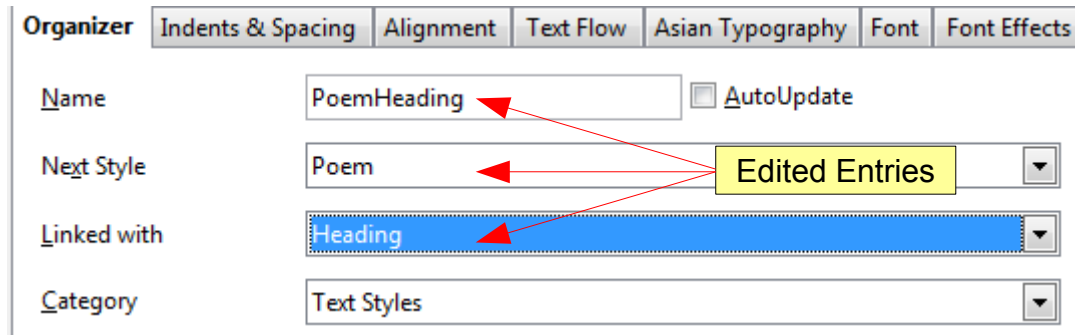 Organizer Indents & Spacing Alignment Text Flow Asian Typography Font Font Effects
Name PoemHeading AutoUpdate
Next Style Poem Edited Entries
Linked with Heading
Category Text Styles